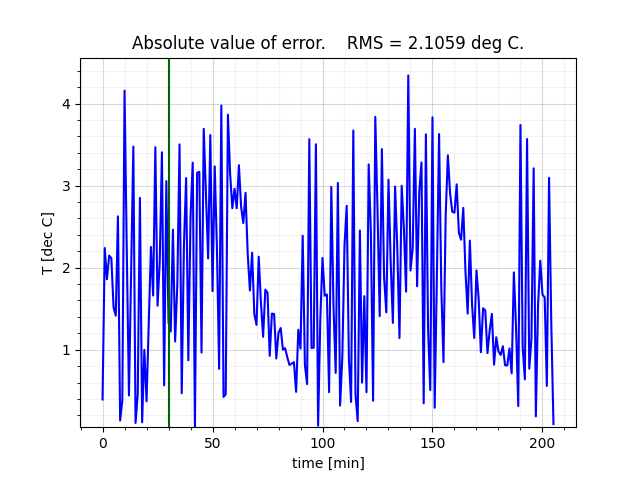 Absolute value of error. RMS = 2.1059 deg C.
T [dec C]
4
3
2
1
0 50 100 150 200
time [min]